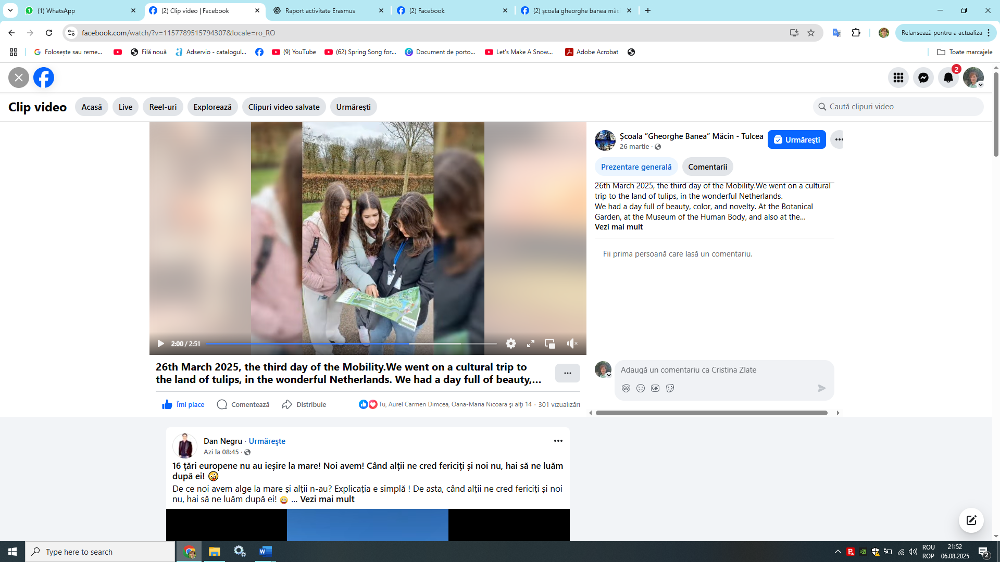 (1) WhatsApp
(2) Clip video | Facebook
Raport activitate Erasmus
(2) Facebook
(2) școala gheorghe banea măc
facebook.com/watch/?v=1157789515794307&locale=ro_RO
Relansează pentru a actualiza
Folosește sau reme...
Filă nouă
Adservio - catalogul...
(9) YouTube
(62) Spring Song for...
Document de porto...
Let's Make A Snow...
Adobe Acrobat
Toate marcajele
2
Clip video
Acasă
Live
Reel-uri
Explorează
Clipuri video salvate
Urmărești
Caută clipuri video
Școala ”Gheorghe Banea” Măcin - Tulcea
Urmărești
26 martie ·
Prezentare generală
Comentarii
26th March 2025, the third day of the Mobility.We went on a cultural
trip to the land of tulips, in the wonderful Netherlands.
We had a day full of beauty, color, and novelty. At the Botanical
Garden, at the Museum of the Human Body, and also at the...
Vezi mai mult
Fii prima persoană care lasă un comentariu.
2:00 / 2:51
26th March 2025, the third day of the Mobility.We went on a cultural trip to
the land of tulips, in the wonderful Netherlands. We had a day full of beauty,...
Îmi place
Comentează
Distribuie
Tu, Aurel Carmen Dimcea, Oana-Maria Nicoara și alți 14 · 301 vizualizări
Adaugă un comentariu ca Cristina Zlate
GIF
Dan Negru · Urmărește
Azi la 08:45 ·
16 țări europene nu au ieșire la mare! Noi avem! Când alții ne cred fericiți și noi nu, hai să ne luăm
după ei! 🤪
De ce noi avem alge la mare și alții n-au? Explicația e simplă ! De asta, când alții ne cred fericiți și noi
nu, hai să ne luăm după ei! 😀 ... Vezi mai mult
Type here to search
ROU
ROP
21:52
06.08.2025
2